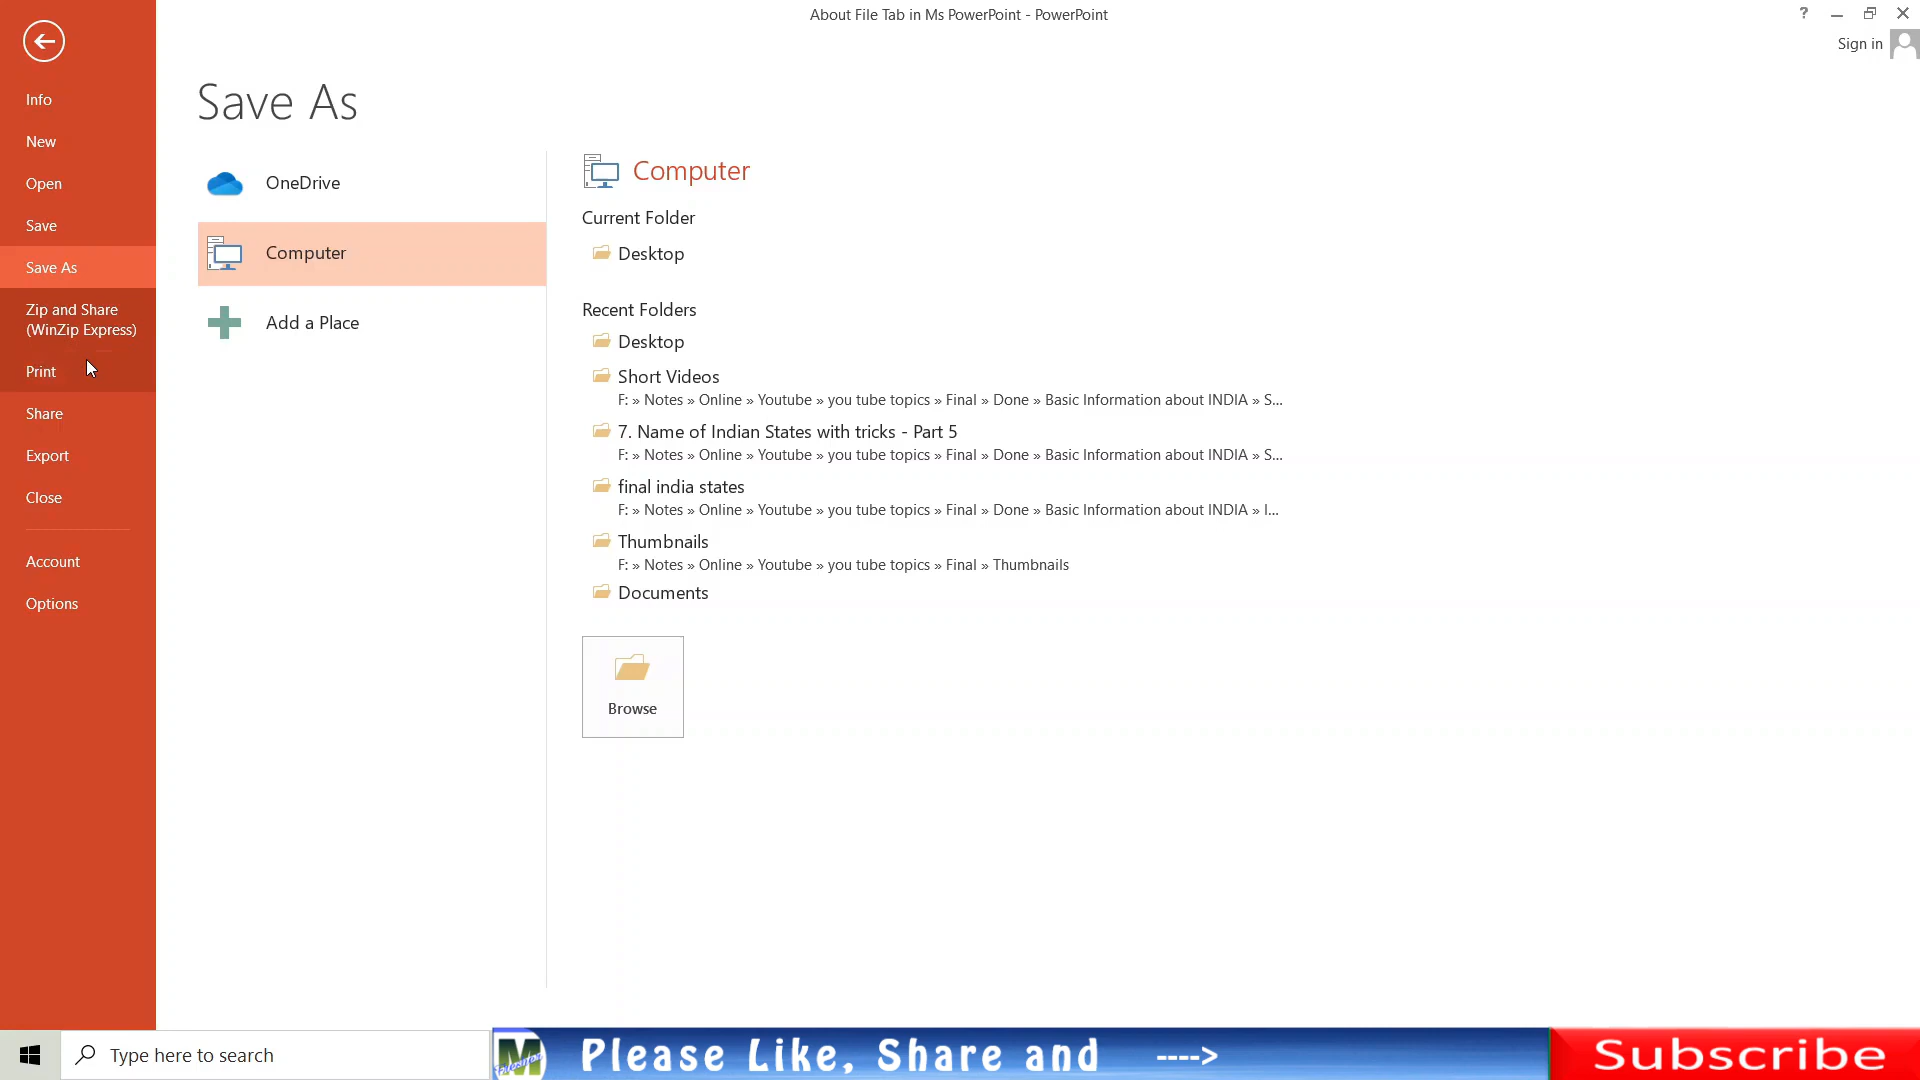 About File Tab in Ms PowerPoint - PowerPoint
?
Sign in
Info
New
Open
Save
Save As
Zip and Share
(WinZip Express)
Print
Share
Export
Close
Account
Options
Save As
OneDrive
Computer
Add a Place
Computer
Current Folder
Desktop
Recent Folders
Desktop
Short Videos
F: » Notes » Online » Youtube » you tube topics » Final » Done » Basic Information about INDIA » S...
7. Name of Indian States with tricks - Part 5
F: » Notes » Online » Youtube » you tube topics » Final » Done » Basic Information about INDIA » S...
final india states
F: » Notes » Online » Youtube » you tube topics » Final » Done » Basic Information about INDIA » I...
Thumbnails
F: » Notes » Online » Youtube » you tube topics » Final » Thumbnails
Documents
Browse
Type here to search
M
Please Like, Share and ---->
Subscribe